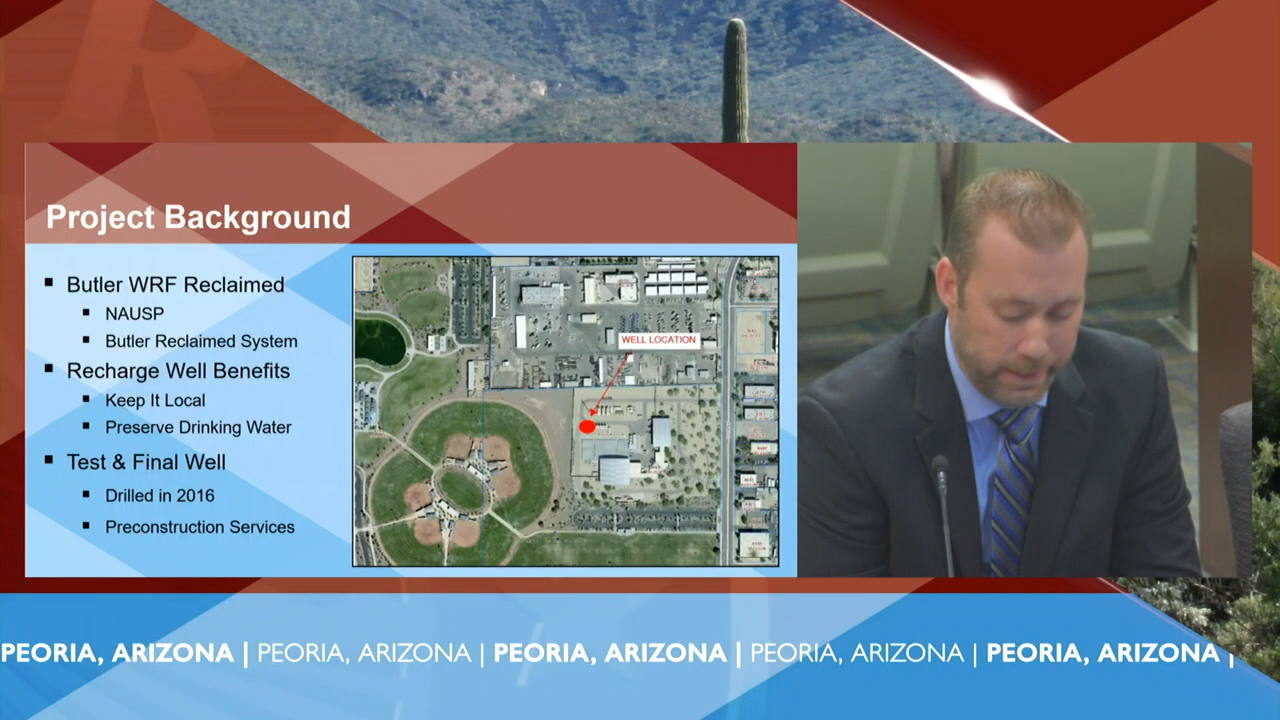 Project Background
▪ Butler WRF Reclaimed
▪ NAUSP
▪ Butler Reclaimed System
▪ Recharge Well Benefits
▪ Keep It Local
▪ Preserve Drinking Water
▪ Test & Final Well
▪ Drilled in 2016
▪ Preconstruction Services
WELL LOCATION
PEORIA, ARIZONA | PEORIA, ARIZONA | PEORIA, ARIZONA | PEORIA, ARIZONA | PEORIA, ARIZONA |